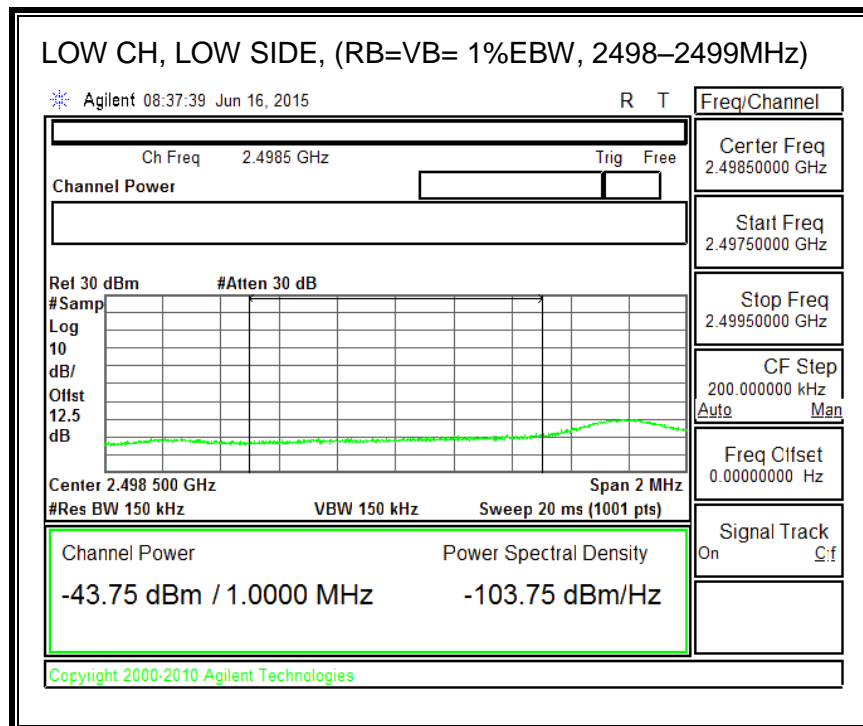 LOW CH, LOW SIDE, (RB=VB= 1%EBW, 2498–2499MHz)
Agilent 08:37:39 Jun 16, 2015 R T
Freq/Channel
Ch Freq 2.4985 GHz Trig Free
Channel Power
Center Freq
2.49850000 GHz
Start Freq
2.49750000 GHz
Stop Freq
2.49950000 GHz
CF Step
200.000000 kHz
Auto Man
Freq Offset
0.00000000 Hz
Signal Track
On Off
Ref 30 dBm #Atten 30 dB
#Samp
Log
10
dB/
Offst
12.5
dB
Center 2.498 500 GHz Span 2 MHz
#Res BW 150 kHz VBW 150 kHz Sweep 20 ms (1001 pts)
Channel Power Power Spectral Density
-43.75 dBm / 1.0000 MHz -103.75 dBm/Hz
Copyright 2000-2010 Agilent Technologies